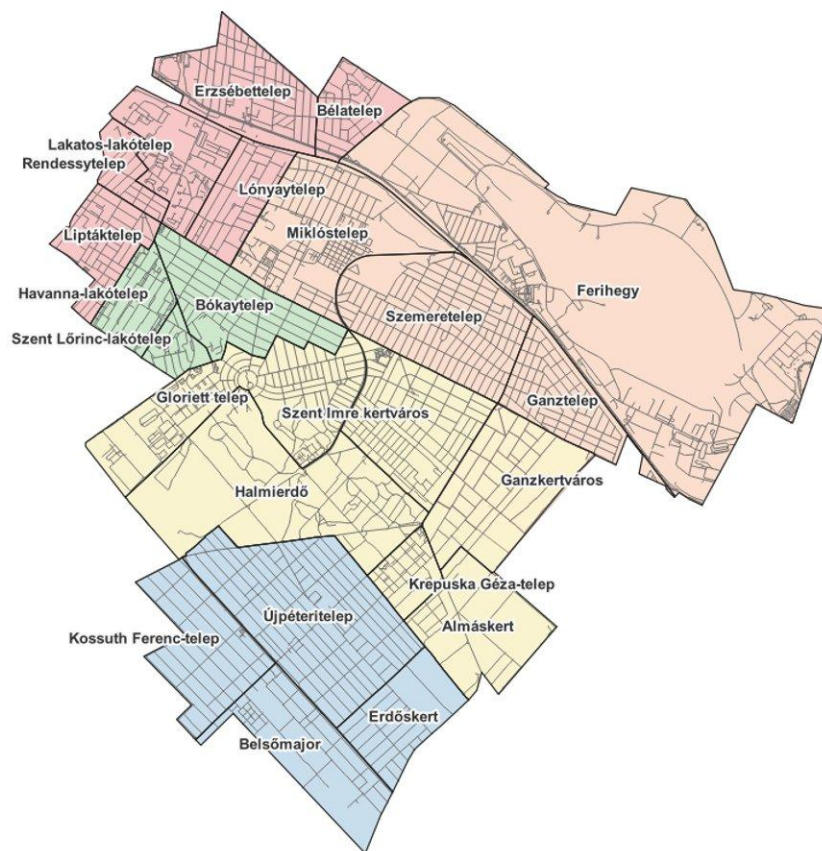 Erzsébettelep
Bélatelep
Lakatos-lakótelep
Rendessytelep
Lónyaytelep
Miklóstelep
Liptáktelep
Ferihegy
Havanna-lakótelep
Bókaytelep
Szemeretelep
Szent Lőrinc-lakótelep
Gloriett telep
Ganztelep
Szent Imre kertváros
Ganzkertváros
Halmierdő
Krepuska Géza-telep
Újpéteritelep
Almáskert
Kossuth Ferenc-telep
Erdőskert
Belsőmajor